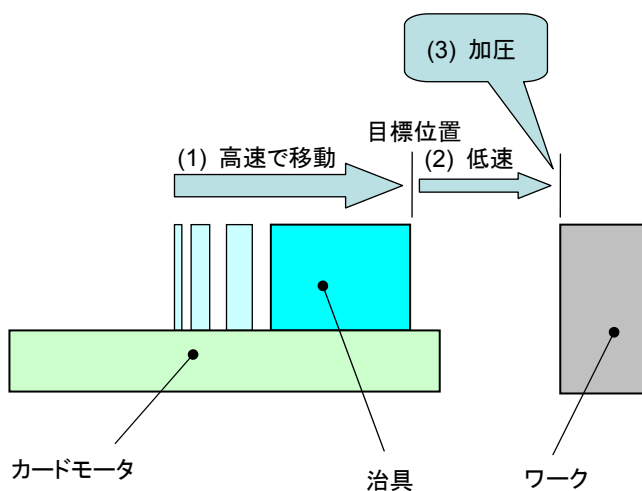 (3) 加圧
目標位置
(1) 高速で移動
(2) 低速
カードモータ
治具
ワーク